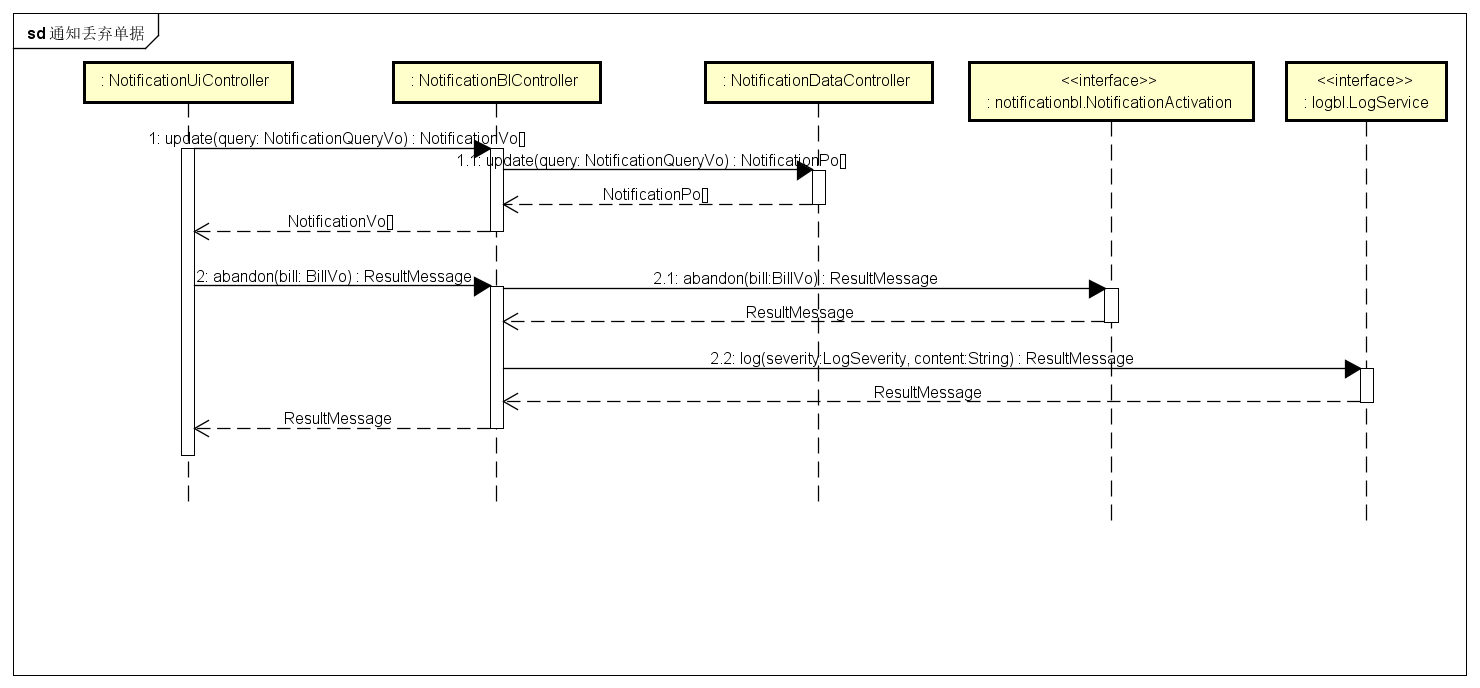 sd 通知丢弃单据
: NotificationUiController
: NotificationBlController
: NotificationDataController
<<interface>>
: notificationbl.NotificationActivation
<<interface>>
: logbl.LogService
1: update(query: NotificationQueryVo) : NotificationVo[]
1.1: update(query: NotificationQueryVo) : NotificationPo[]
NotificationPo[]
NotificationVo[]
2: abandon(bill: BillVo) : ResultMessage
2.1: abandon(bill:BillVo) : ResultMessage
ResultMessage
2.2: log(severity:LogSeverity, content:String) : ResultMessage
ResultMessage
ResultMessage